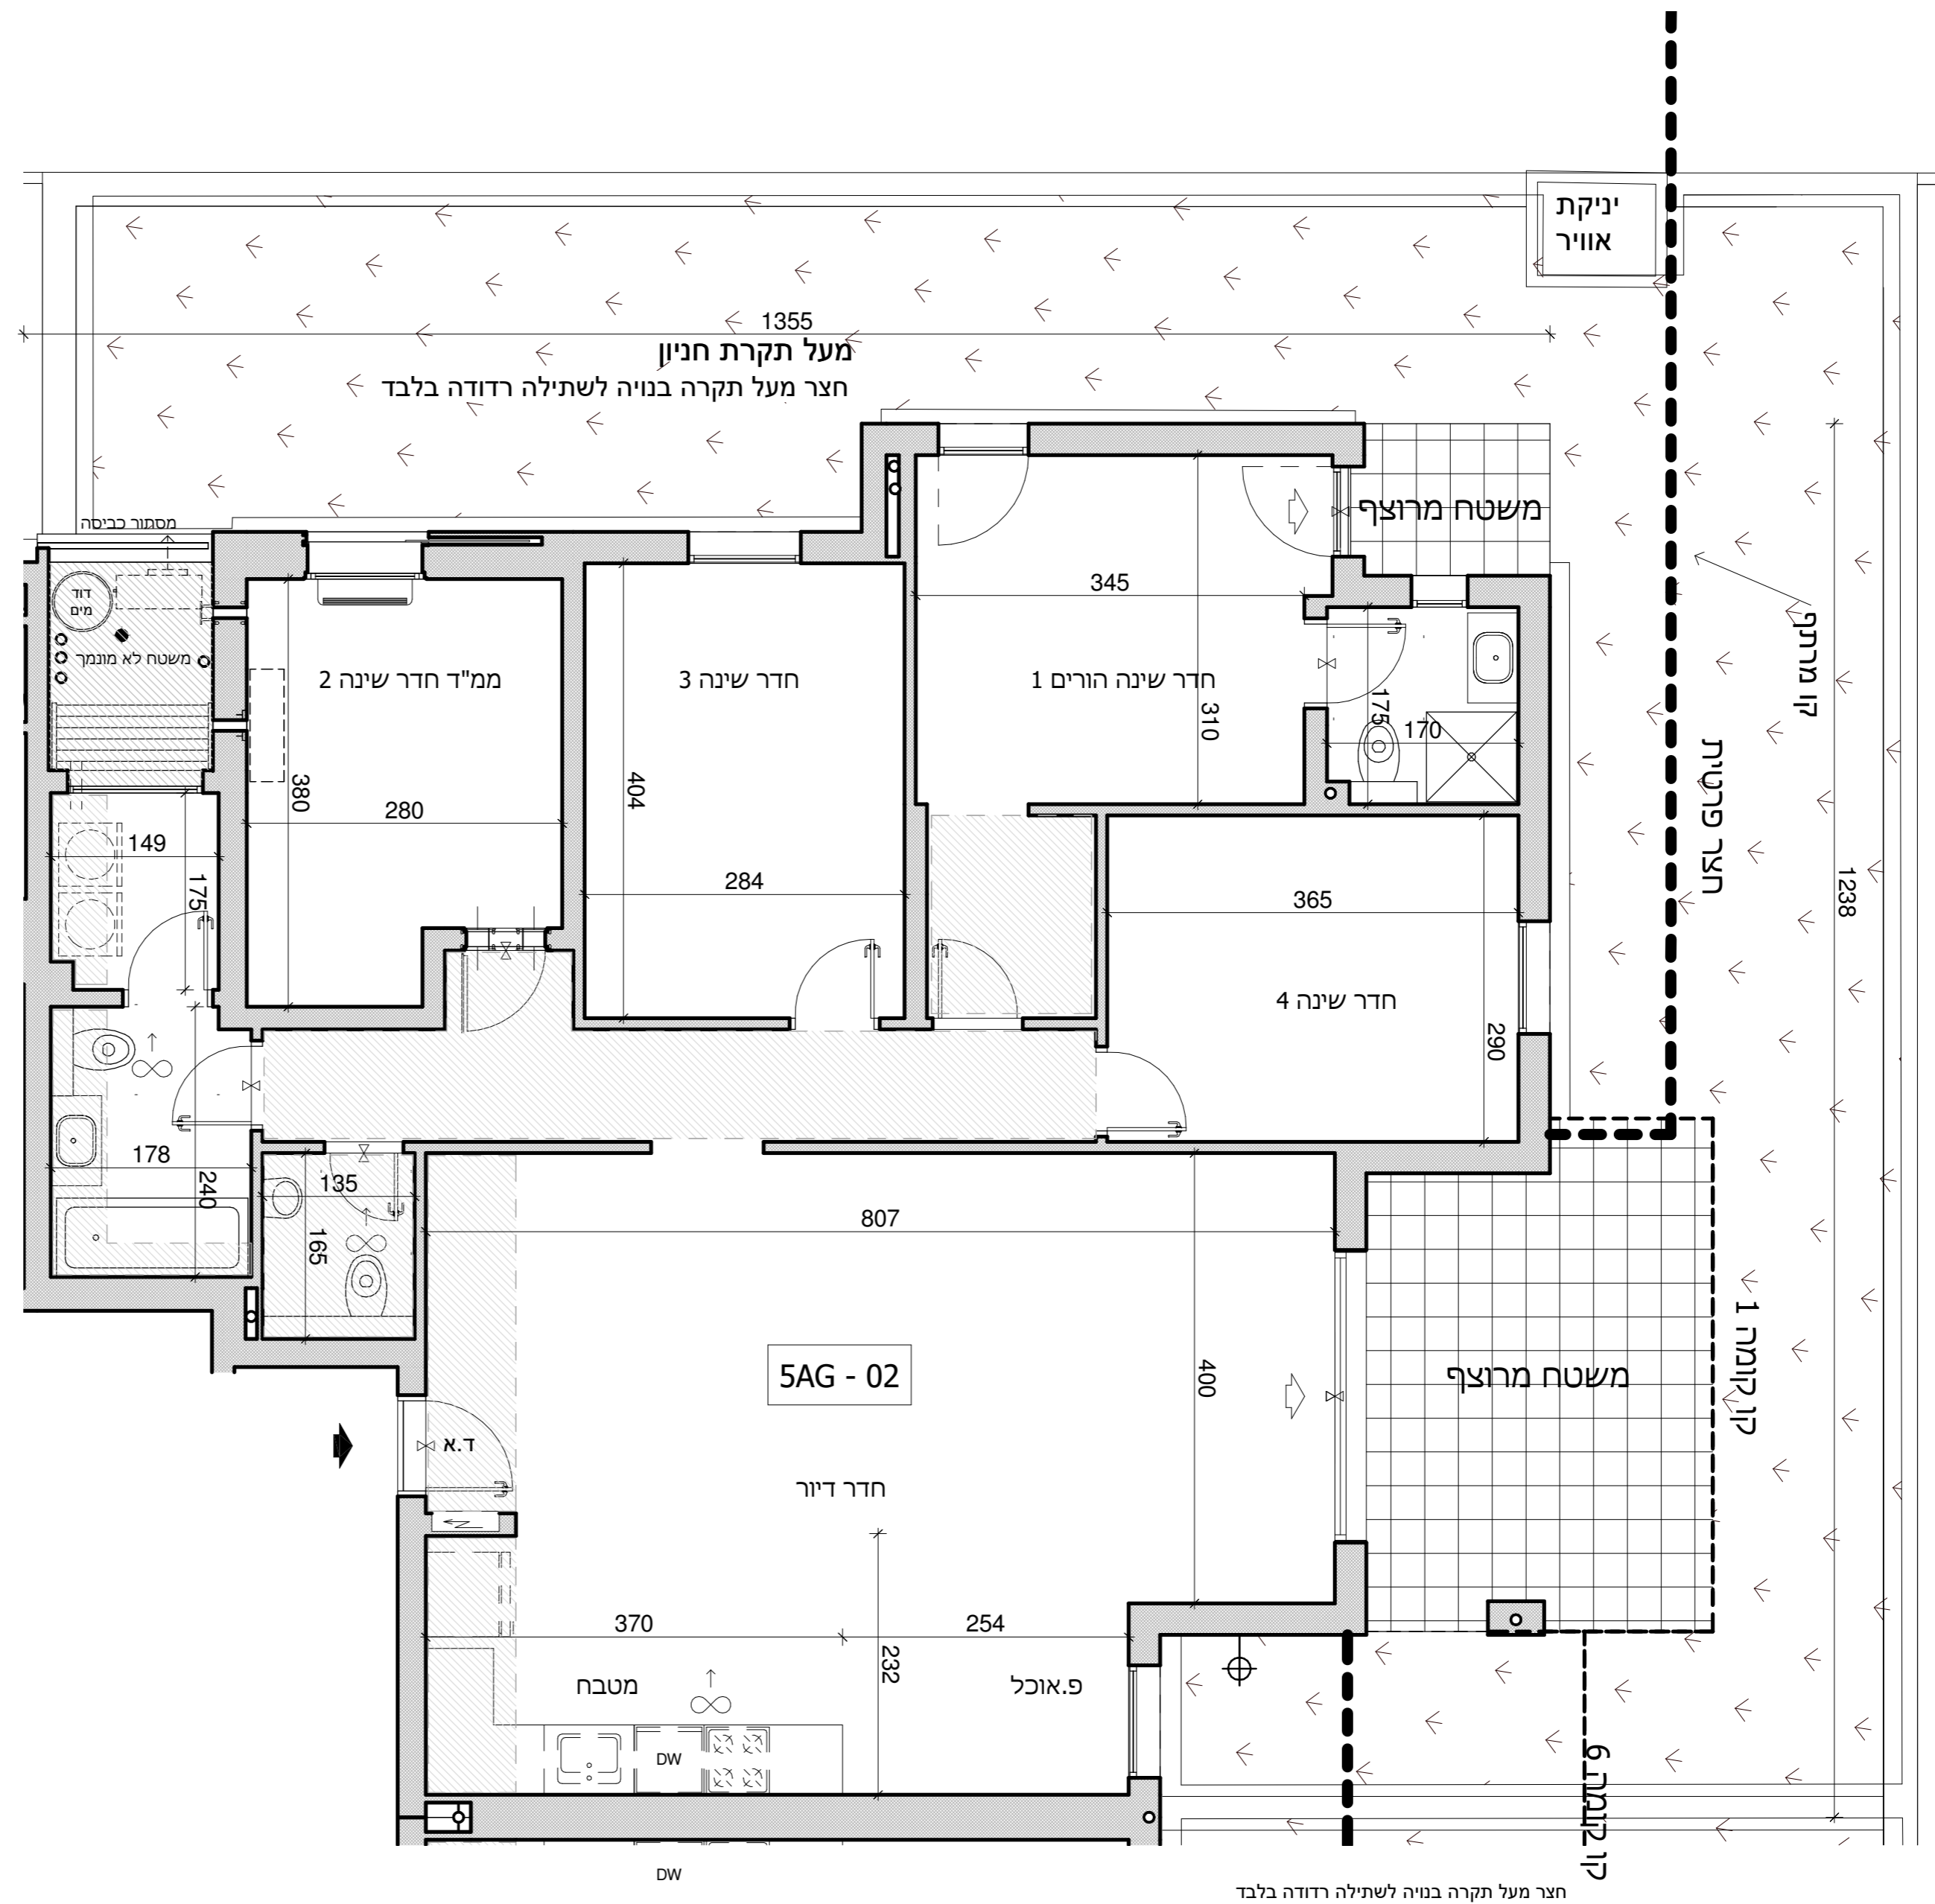 יניקת
אוויר
1355
מעל תקרת חניון
חצר מעל תקרה בנויה לשתילה רדודה בלבד
מסתור כביסה
משטח מרוצף
דוד
מים
משטח לא מונמך
345
קו מרתף
ממ"ד חדר שינה 2
חדר שינה 3
חדר שינה הורים 1
310
175
170
חצר פרטית
380
404
280
149
175
284
365
1238
חדר שינה 4
290
178
240
135
165
807
קו קומה 1
5AG - 02
400
משטח מרוצף
ד.א
חדר דיור
370
254
232
מטבח
פ.אוכל
DW
קו קומה 6
DW
חצר מעל תקרה בנויה לשתילה רדודה בלבד